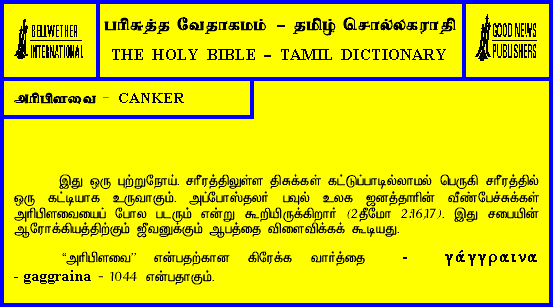 BELLWETHER
INTERNATIONAL
பரிசுத்த வேதாகமம் - தமிழ் சொல்லகராதி
THE HOLY BIBLE - TAMIL DICTIONARY
GOOD NEWS
PUBLISHERS
அரிபிளவை - CANKER
இது ஒரு புற்றுநோய். சரீரத்திலுள்ள திசுக்கள் கட்டுப்பாடில்லாமல் பெருகி சரீரத்தில்
ஒரு கட்டியாக உருவாகும். அப்போஸ்தலர் பவுல் உலக ஜனத்தாரின் வீண்பேச்சுக்கள்
அரிபிளவையைப் போல படரும் என்று கூறியிருக்கிறார் (2தீமோ 2:16,17). இது சபையின்
ஆரோக்கியத்திற்கும் ஜீவனுக்கும் ஆபத்தை விளைவிக்கக் கூடியது.
“அரிபிளவை” என்பதற்கான கிரேக்க வார்த்தை - γάγγραινα
- gaggraina - 1044 என்பதாகும்.